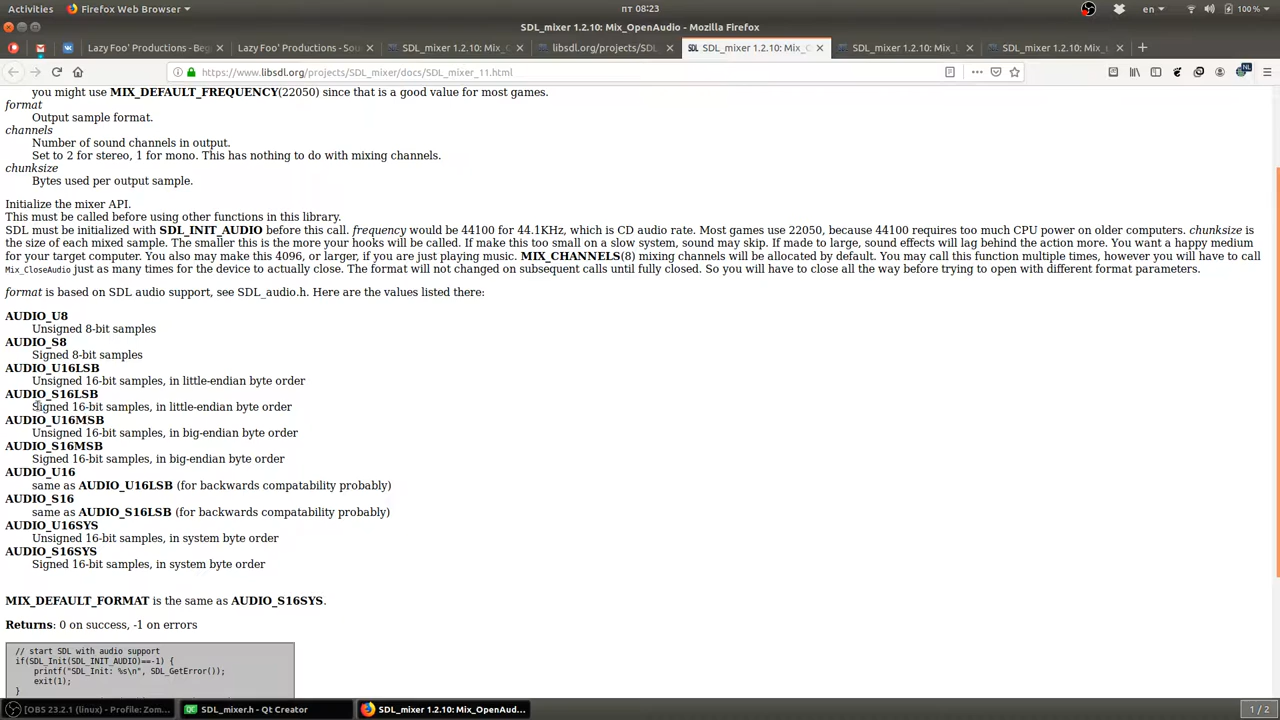 Activities Firefox Web Browser пт 08:23 en 100 %
SDL_mixer 1.2.10: Mix_OpenAudio - Mozilla Firefox
Lazy Foo' Productions - Beg Lazy Foo' Productions - Sou SDL_mixer 1.2.10: Mix_C libsdl.org/projects/SDL_ SDL_mixer 1.2.10: Mix_O SDL_mixer 1.2.10: Mix_L SDL_mixer 1.2.10: Mix_
https://www.libsdl.org/projects/SDL_mixer/docs/SDL_mixer_11.html NL
you might use MIX_DEFAULT_FREQUENCY(22050) since that is a good value for most games.
format
Output sample format.
channels
Number of sound channels in output.
Set to 2 for stereo, 1 for mono. This has nothing to do with mixing channels.
chunksize
Bytes used per output sample.
Initialize the mixer API.
This must be called before using other functions in this library.
SDL must be initialized with SDL_INIT_AUDIO before this call. frequency would be 44100 for 44.1KHz, which is CD audio rate. Most games use 22050, because 44100 requires too much CPU power on older computers. chunksize is
the size of each mixed sample. The smaller this is the more your hooks will be called. If make this too small on a slow system, sound may skip. If made to large, sound effects will lag behind the action more. You want a happy medium
for your target computer. You also may make this 4096, or larger, if you are just playing music. MIX_CHANNELS(8) mixing channels will be allocated by default. You may call this function multiple times, however you will have to call
Mix_CloseAudio just as many times for the device to actually close. The format will not changed on subsequent calls until fully closed. So you will have to close all the way before trying to open with different format parameters.
format is based on SDL audio support, see SDL_audio.h. Here are the values listed there:
AUDIO_U8
Unsigned 8-bit samples
AUDIO_S8
Signed 8-bit samples
AUDIO_U16LSB
Unsigned 16-bit samples, in little-endian byte order
AUDIO_S16LSB
Signed 16-bit samples, in little-endian byte order
AUDIO_U16MSB
Unsigned 16-bit samples, in big-endian byte order
AUDIO_S16MSB
Signed 16-bit samples, in big-endian byte order
AUDIO_U16
same as AUDIO_U16LSB (for backwards compatability probably)
AUDIO_S16
same as AUDIO_S16LSB (for backwards compatability probably)
AUDIO_U16SYS
Unsigned 16-bit samples, in system byte order
AUDIO_S16SYS
Signed 16-bit samples, in system byte order
MIX_DEFAULT_FORMAT is the same as AUDIO_S16SYS.
Returns: 0 on success, -1 on errors
// start SDL with audio support
if(SDL_Init(SDL_INIT_AUDIO)==-1) {
printf("SDL_Init: %s\n", SDL_GetError());
exit(1);
}
[OBS 23.2.1 (linux) - Profile: Zom... SDL_mixer.h - Qt Creator SDL_mixer 1.2.10: Mix_OpenAud... 1 / 2